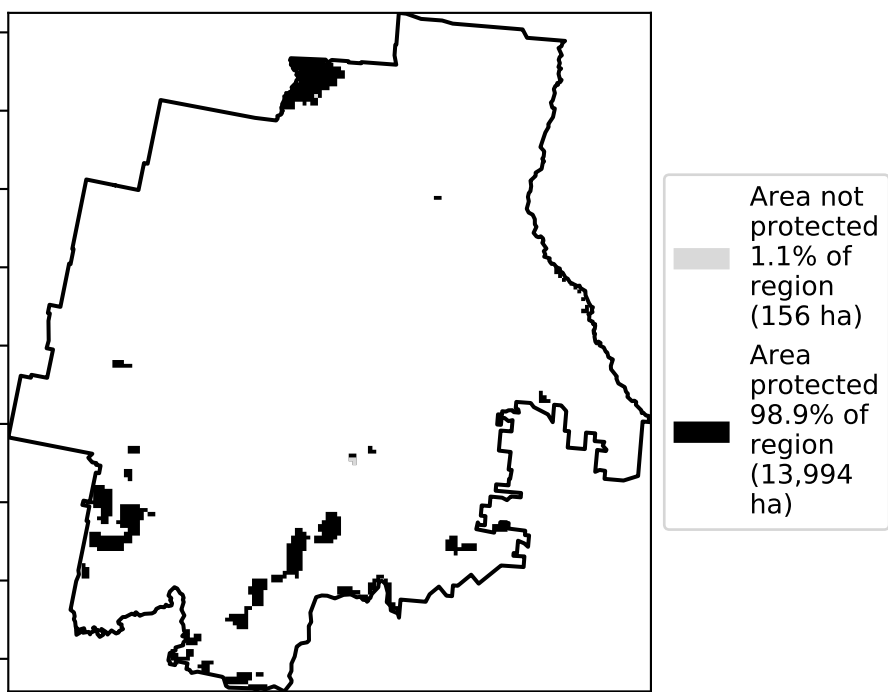 Area not
protected
1.1% of
region
(156 ha)
Area
protected
98.9% of
region
(13,994
ha)